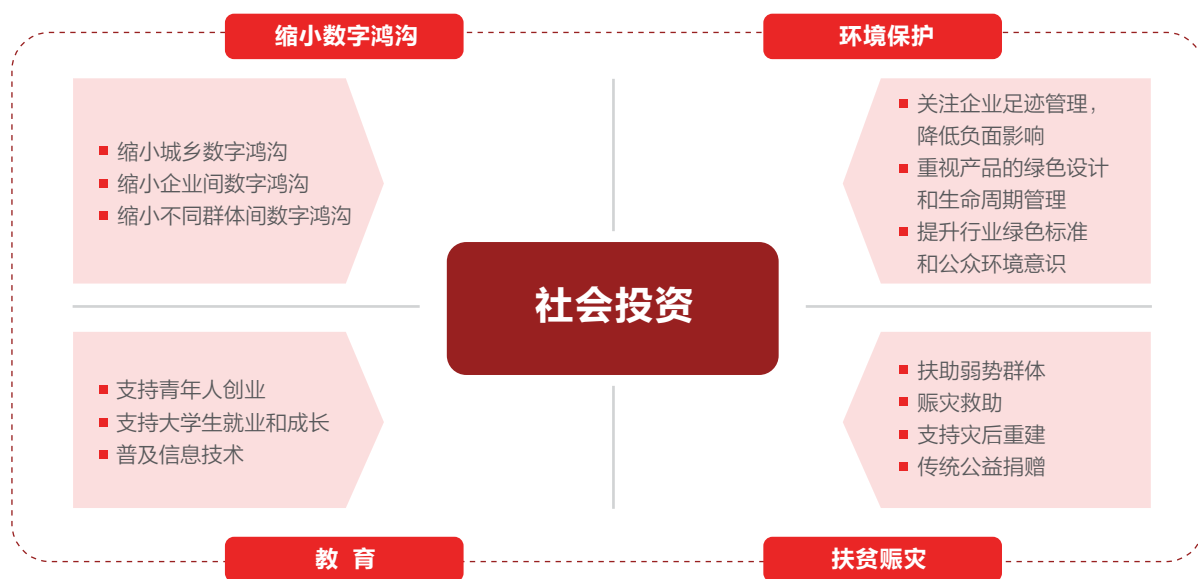 缩小数字鸿沟
缩小城乡数字鸿沟
缩小企业间数字鸿沟
缩小不同群体间数字鸿沟
环境保护
关注企业足迹管理，
降低负面影响
重视产品的绿色设计
和生命周期管理
提升行业绿色标准
和公众环境意识
社会投资
支持青年人创业
支持大学生就业和成长
普及信息技术
教 育
扶助弱势群体
赈灾救助
支持灾后重建
传统公益捐赠
扶贫赈灾